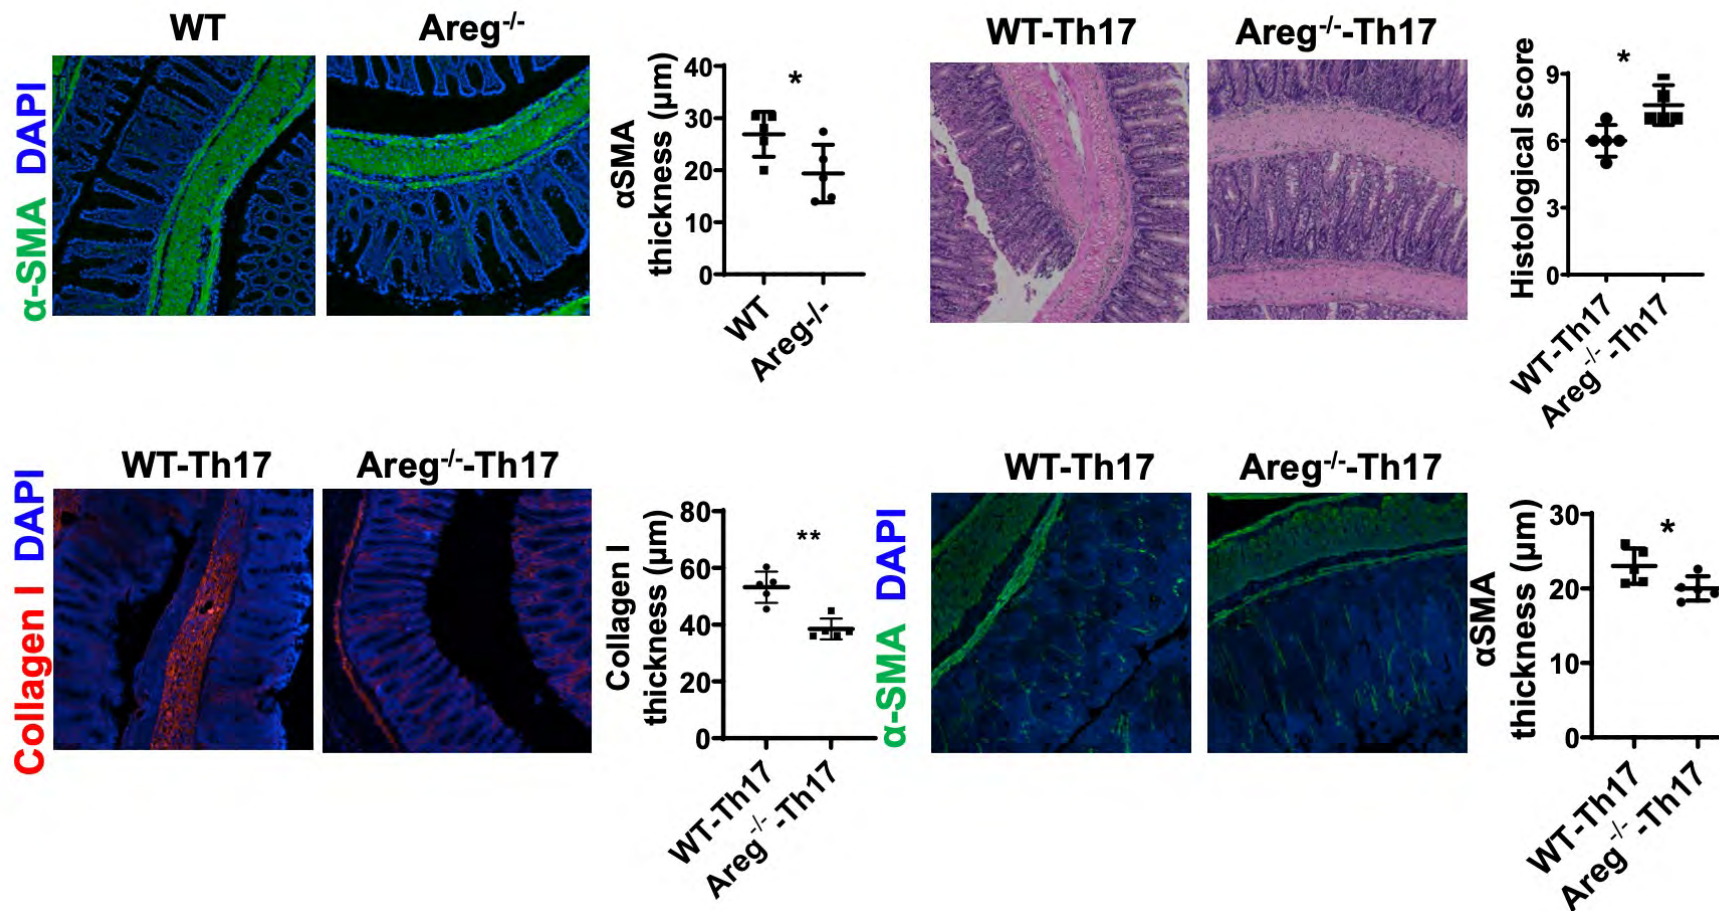 WT
Areg-/-
α-SMA DAPI
αSMA
thickness (μm)
40
30
20
10
0
*
WT
Areg-/-
WT-Th17
Areg-/--Th17
Histological score
9
6
3
0
*
WT-Th17
Areg-/--Th17
WT-Th17
Areg-/--Th17
Collagen I DAPI
Collagen I
thickness (μm)
80
60
40
20
0
**
WT-Th17
Areg-/--Th17
WT-Th17
Areg-/--Th17
α-SMA DAPI
αSMA
thickness (μm)
30
20
10
0
*
WT-Th17
Areg-/--Th17